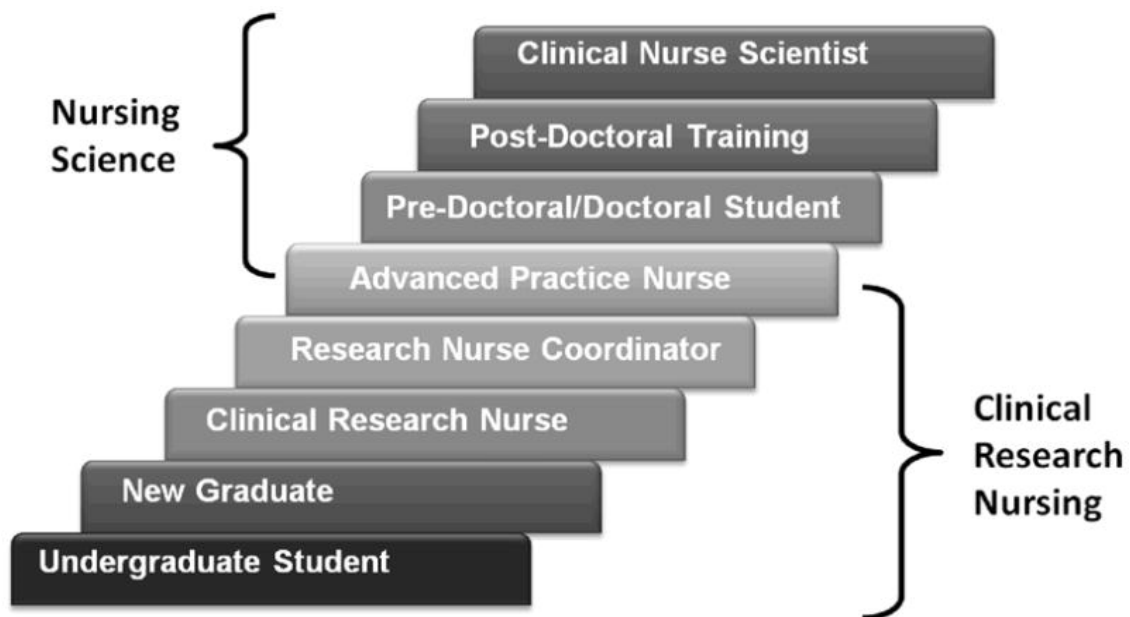 Clinical Nurse Scientist
Nursing
Science
Post-Doctoral Training
Pre-Doctoral/Doctoral Student
Advanced Practice Nurse
Research Nurse Coordinator
Clinical Research Nurse
Clinical
Research
Nursing
New Graduate
Undergraduate Student